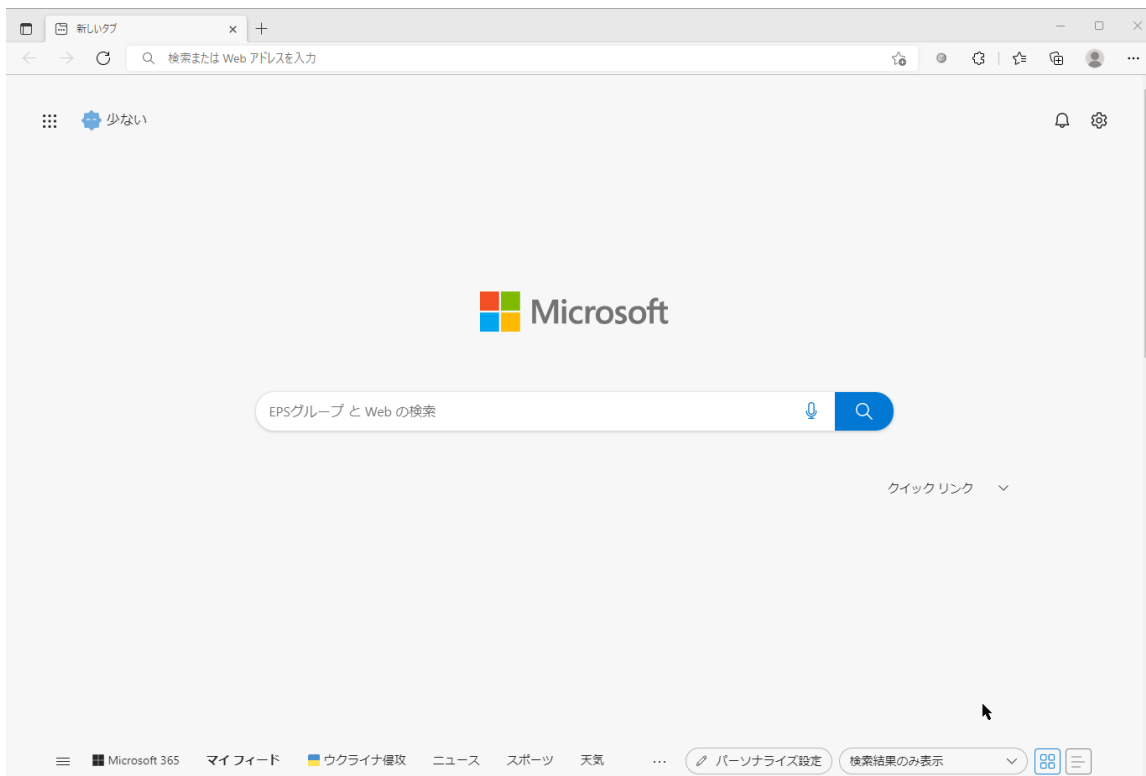 新しいタブ
検索または Web アドレスを入力
少ない
Microsoft
EPSグループ と Web の検索
クイック リンク
Microsoft 365 マイ フィード ウクライナ侵攻 ニュース スポーツ 天気 … パーソナライズ設定 検索結果のみ表示